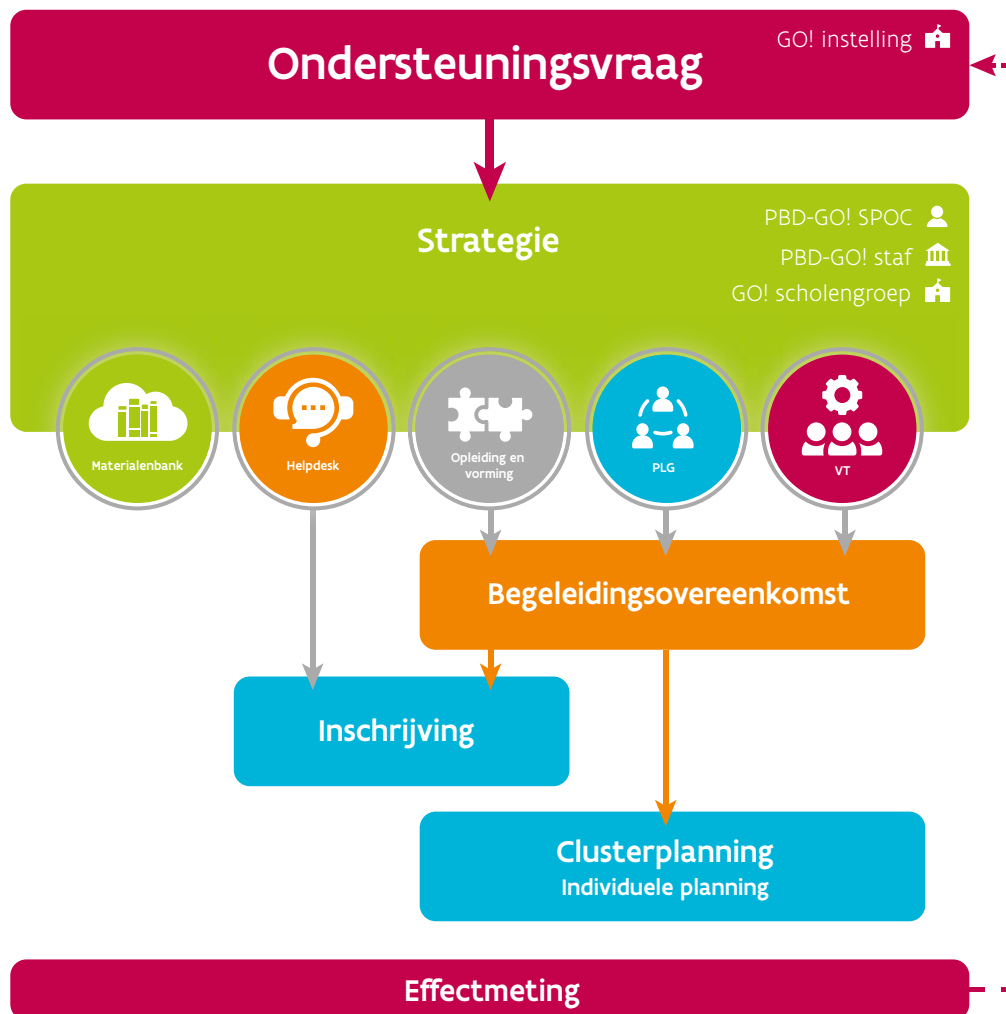 GO! instelling
Ondersteuningsvraag
Strategie
PBD-GO! SPOC
PBD-GO! staf
GO! scholengroep
Materialenbank
Helpdesk
Opleiding en
vorming
PLG
VT
Begeleidingsovereenkomst
Inschrijving
Clusterplanning
Individuele planning
Effectmeting